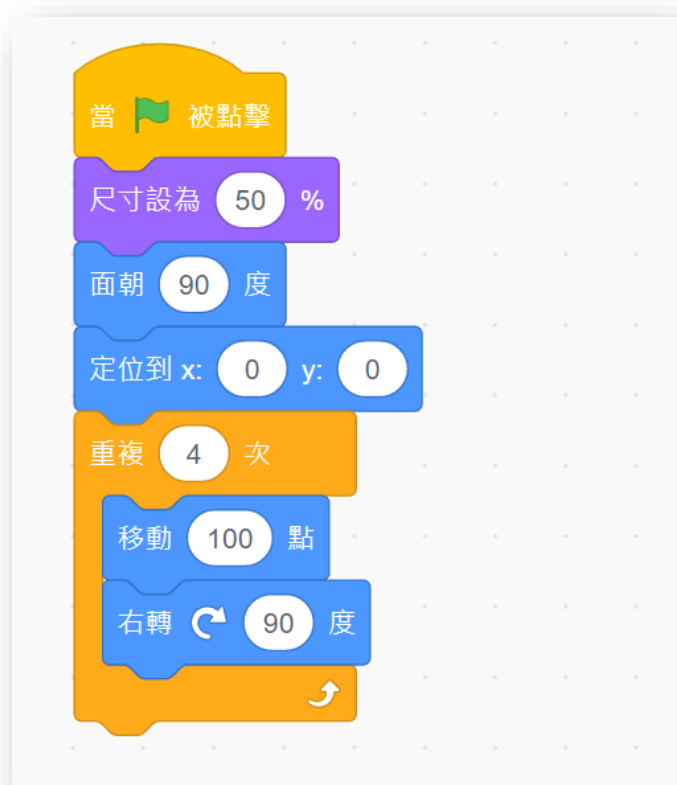 當 被點擊
尺寸設為 50 %
面朝 90 度
定位到 x: 0 y: 0
重複 4 次
移動 100 點
右轉 90 度